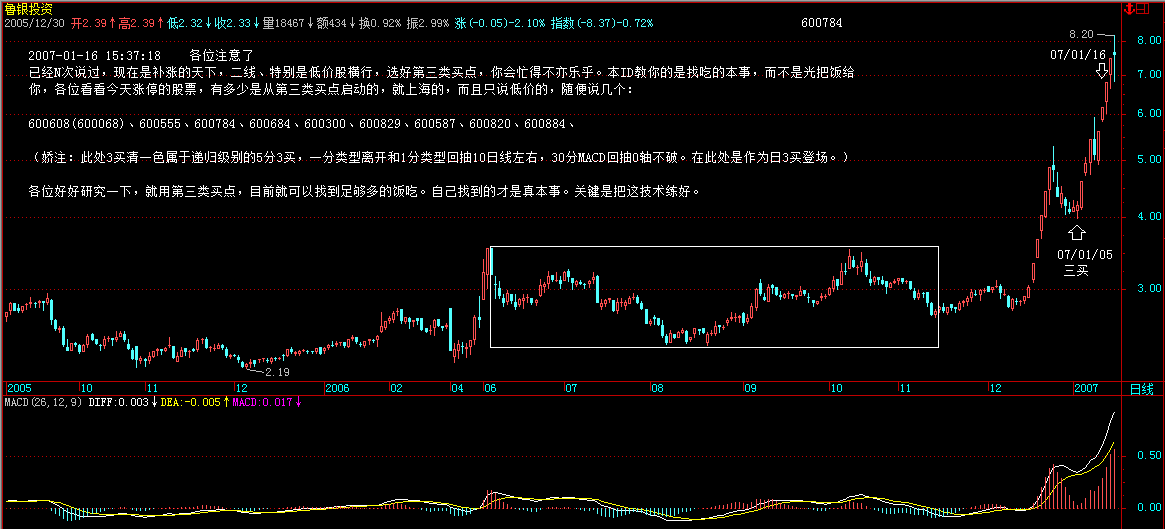 鲁银投资
2005/12/30 开2.39↑高2.39↑低2.32↓收2.33↓量18467↓额434↓换0.92% 振2.99% 涨(-0.05)-2.10% 指数(-8.37)-0.72%
600784
8.20
8.00
2007-01-16 15:37:18 各位注意了
07/01/16
已经N次说过，现在是补涨的天下，二线、特别是低价股横行，选好第三类买点，你会忙得不亦乐乎。本ID教你的是找吃的本事，而不是光把饭给
7.00
你，各位看看今天涨停的股票，有多少是从第三类买点启动的，就上海的，而且只说低价的，随便说几个：
6.00
600608(600068)、600555、600784、600684、600300、600829、600587、600820、600884、
（娇注：此处3买清一色属于递归级别的5分3买，一分类型离开和1分类型回抽10日线左右，30分MACD回抽0轴不破。在此处是作为日3买登场。）
5.00
各位好好研究一下，就用第三类买点，目前就可以找到足够多的饭吃。自己找到的才是真本事。关键是把这技术练好。
4.00
07/01/05
三买
3.00
2.19
2005 10 11 12 2006 02 04 06 07 08 09 10 11 12 2007 日线
MACD(26,12,9) DIFF:0.003↓DEA:-0.005↑MACD:0.017↓
0.50
0.00